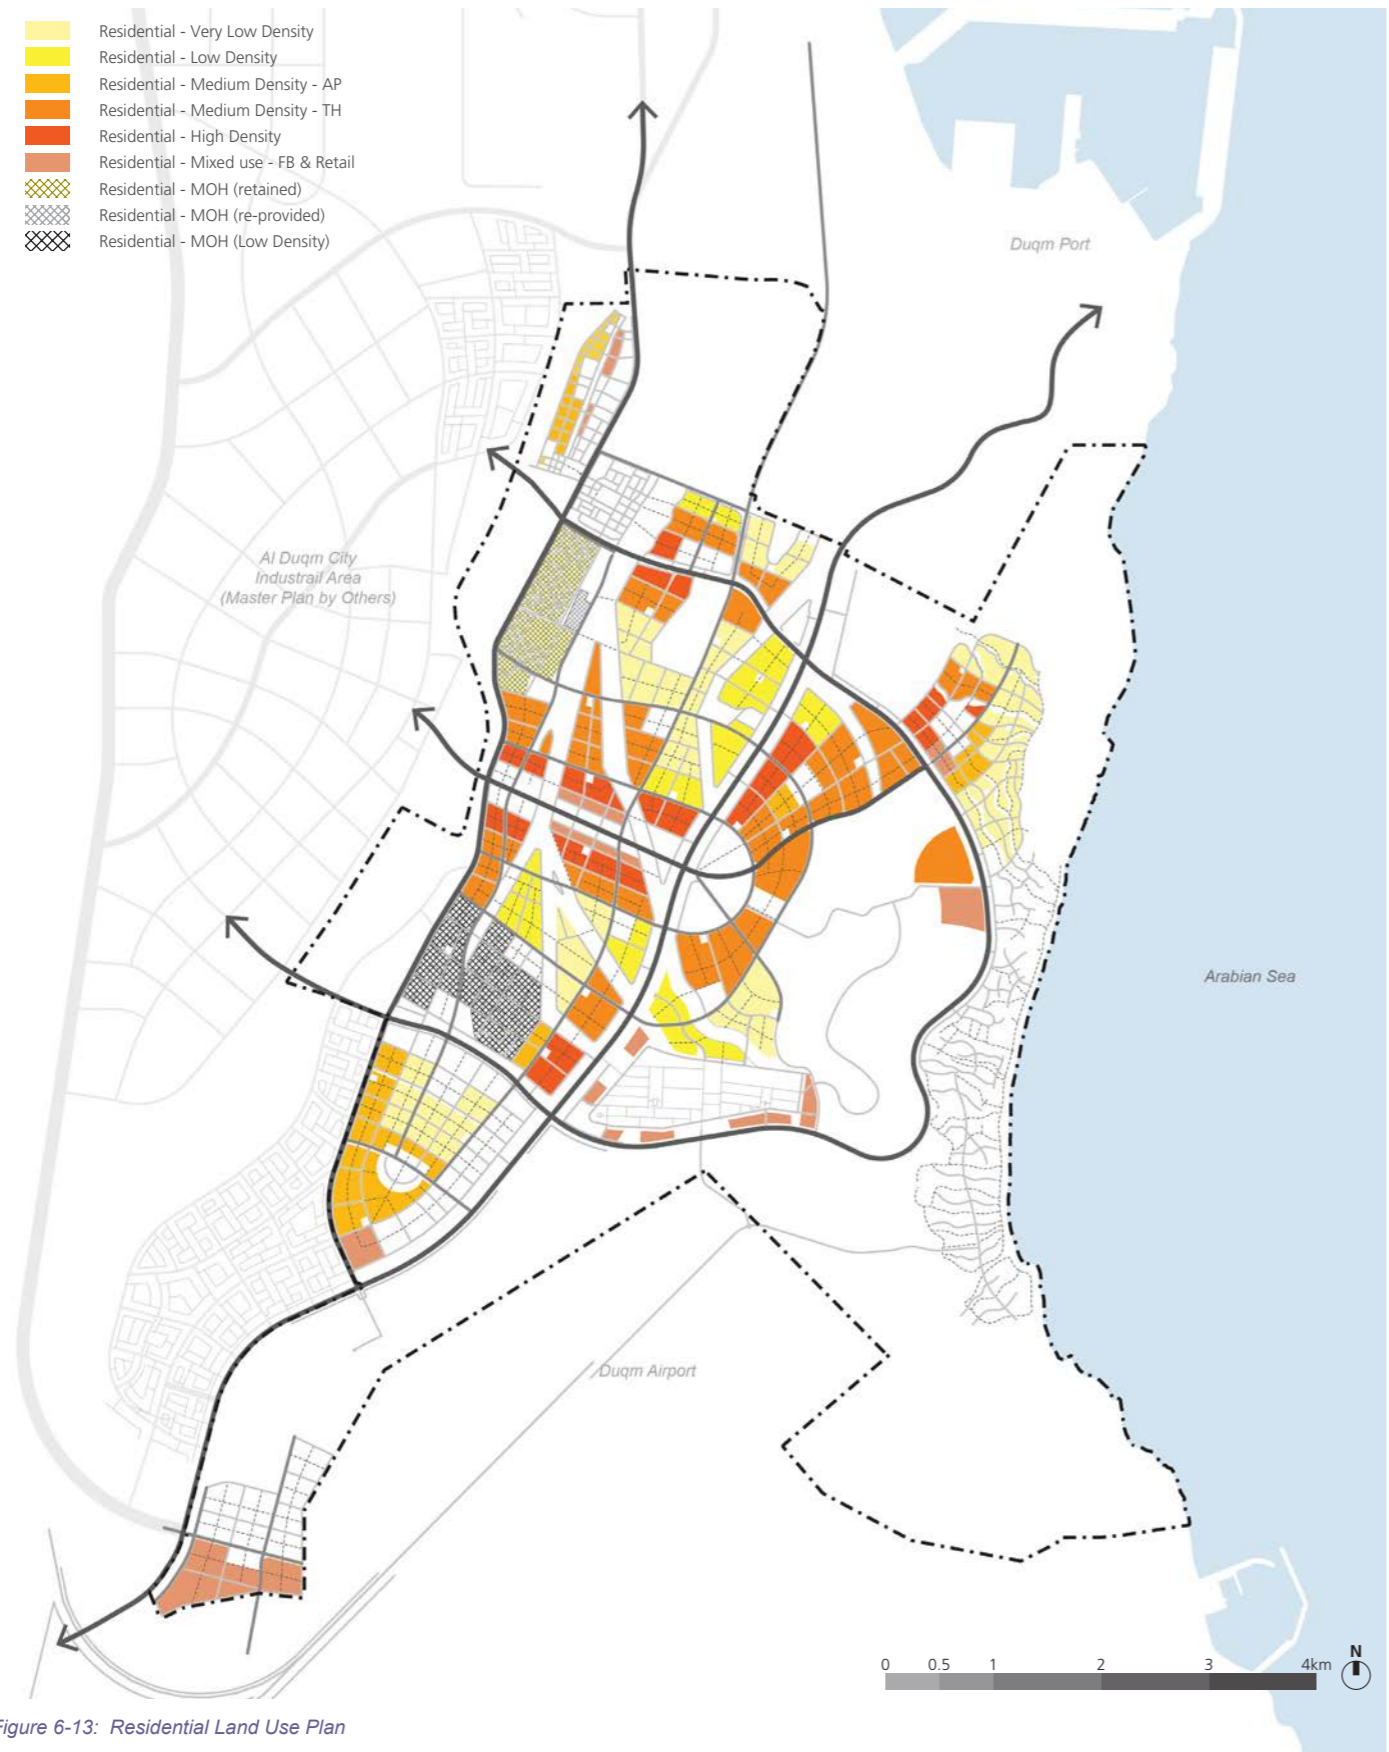 Residential - Very Low Density
Residential - Low Density
Residential - Medium Density - AP
Residential - Medium Density - TH
Residential - High Density
Residential - Mixed use - FB & Retail
Residential - MOH (retained)
Residential - MOH (re-provided)
Residential - MOH (Low Density)
Duqm Port
Al Duqm City
Industrail Area
(Master Plan by Others)
Arabian Sea
Duqm Airport
0 0.5 1 2 3 4km
N
Figure 6-13: Residential Land Use Plan